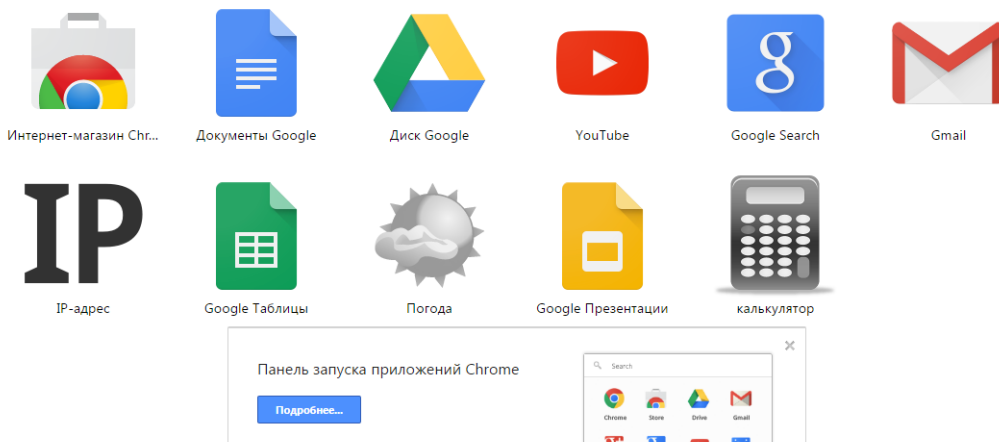 Интернет-магазин Chr...
Документы Google
Диск Google
YouTube
g
Google Search
Gmail
IP
IP-адрес
Google Таблицы
Погода
Google Презентации
калькулятор
Панель запуска приложений Chrome
Подробнее...
Search
Chrome
Store
Drive
Gmail